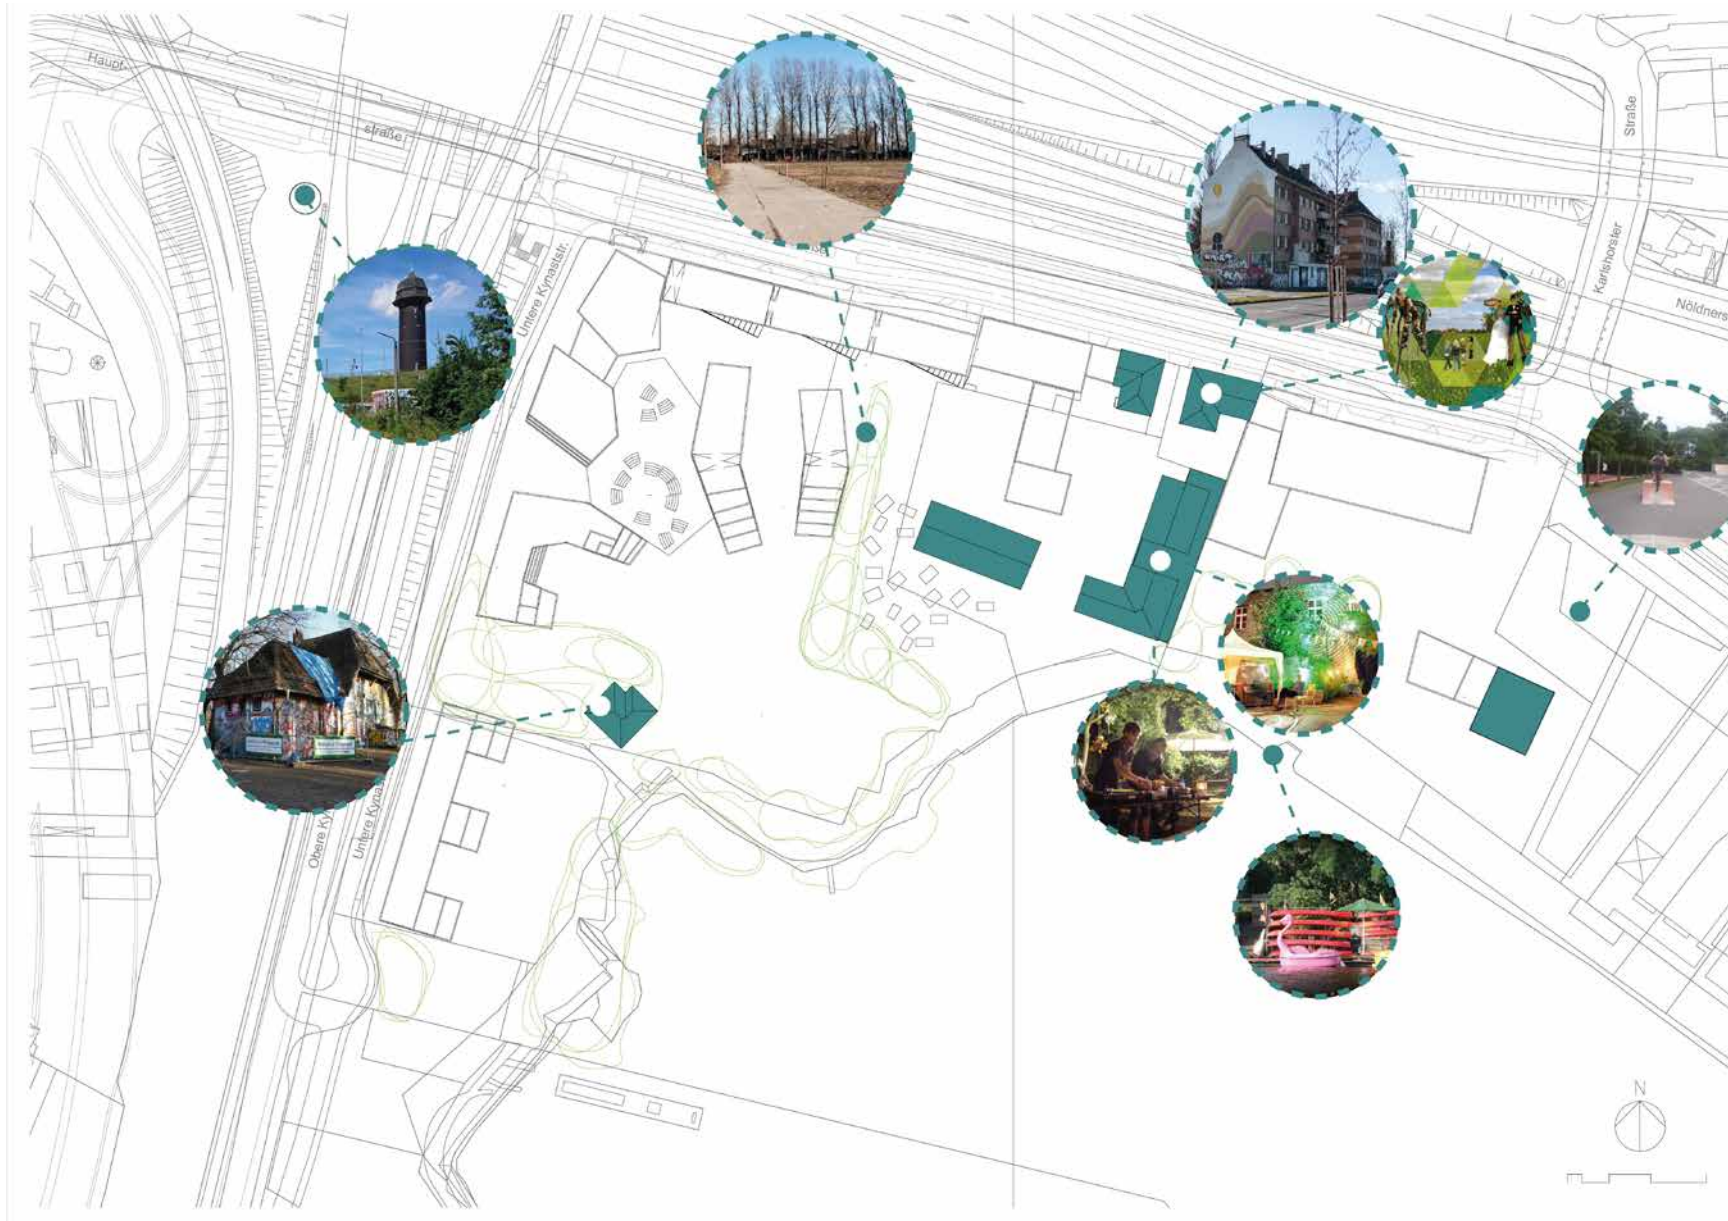 Haupt-
straße
Straße
Karlshorster
Nöldners
Untere Kynaststr.
Obere Ky
Untere Kyna
N